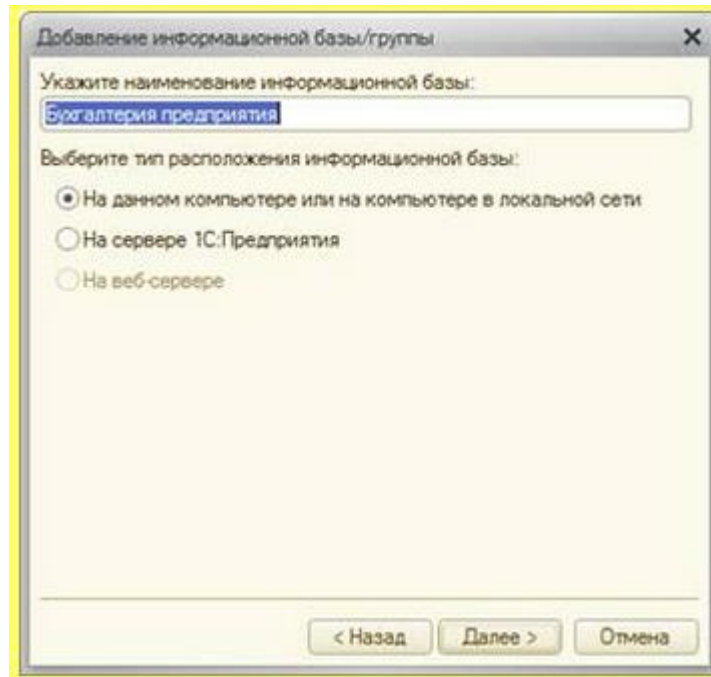 Добавление информационной базы/группы
Укажите наименование информационной базы:
Бухгалтерия предприятия
Выберите тип расположения информационной базы:
На данном компьютере или на компьютере в локальной сети
На сервере 1С:Предприятия
На веб-сервере
< Назад Далее > Отмена